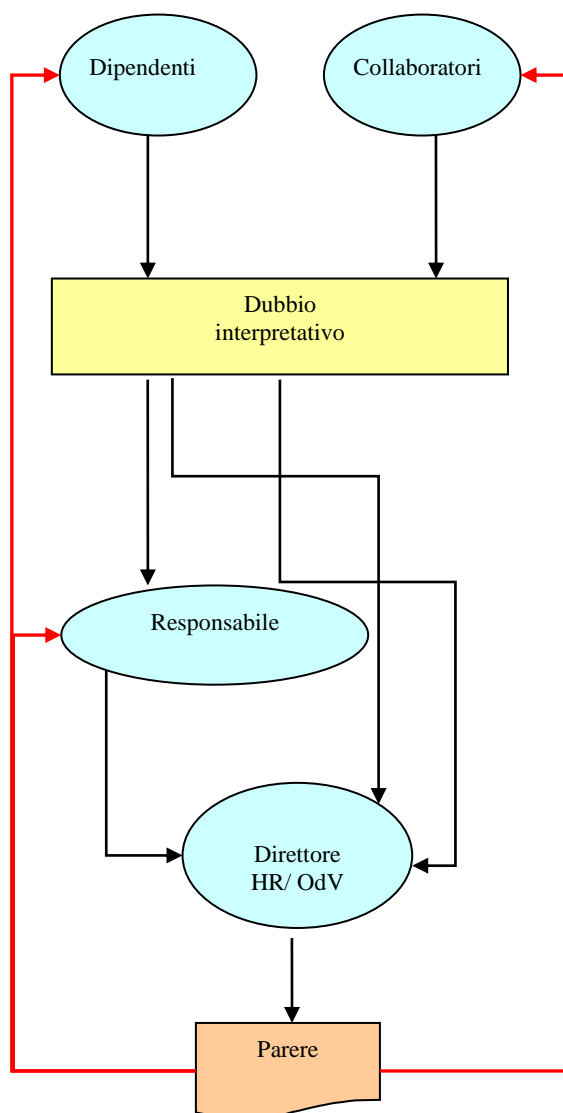 Dipendenti
Collaboratori
Dubbio
interpretativo
Responsabile
Direttore
HR/ OdV
Parere